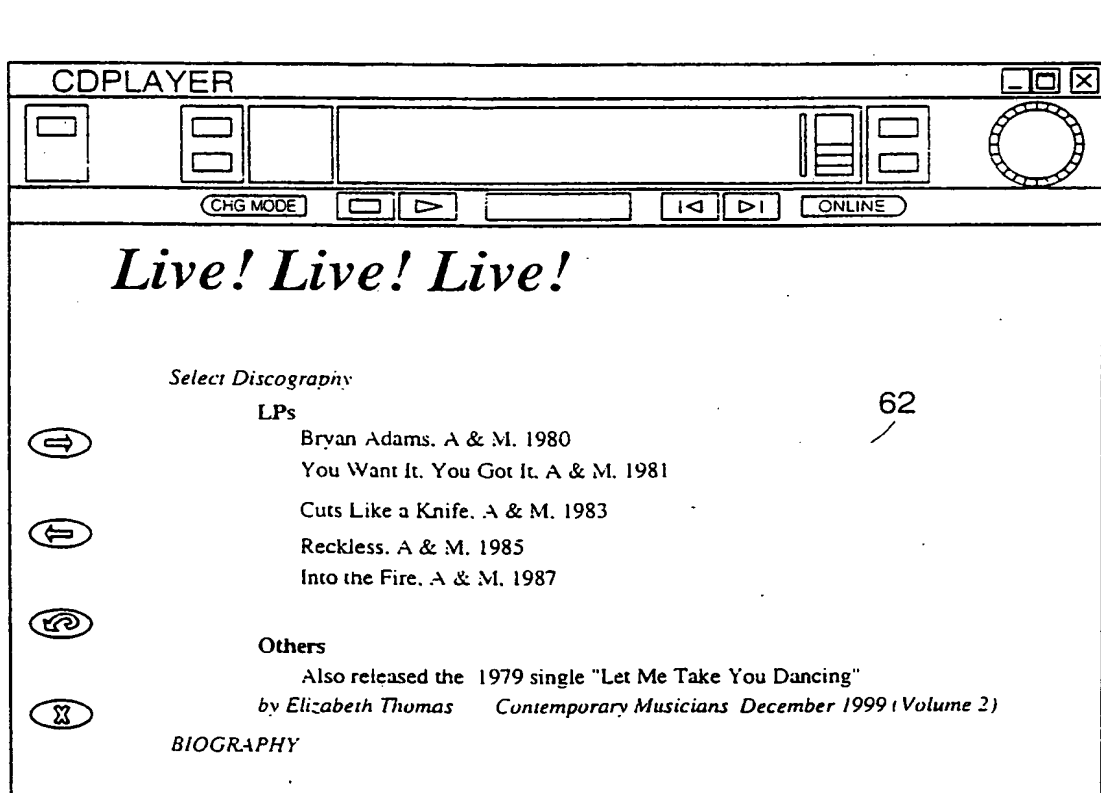 CDPLAYER
CHG MODE ONLINE
Live! Live! Live!
Select Discography
62
LPs
Bryan Adams. A & M. 1980
You Want It. You Got It. A & M. 1981
Cuts Like a Knife. A & M. 1983
Reckless. A & M. 1985
Into the Fire. A & M. 1987
Others
Also released the 1979 single "Let Me Take You Dancing"
by Elizabeth Thomas Contemporary Musicians December 1999 (Volume 2)
BIOGRAPHY